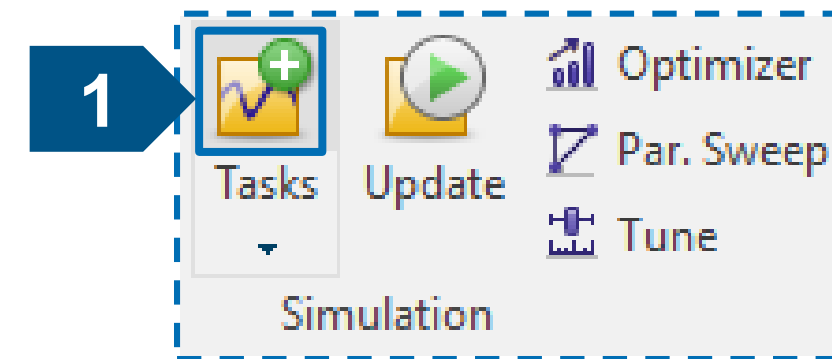 1
Tasks
Update
Optimizer
Par. Sweep
Tune
Simulation